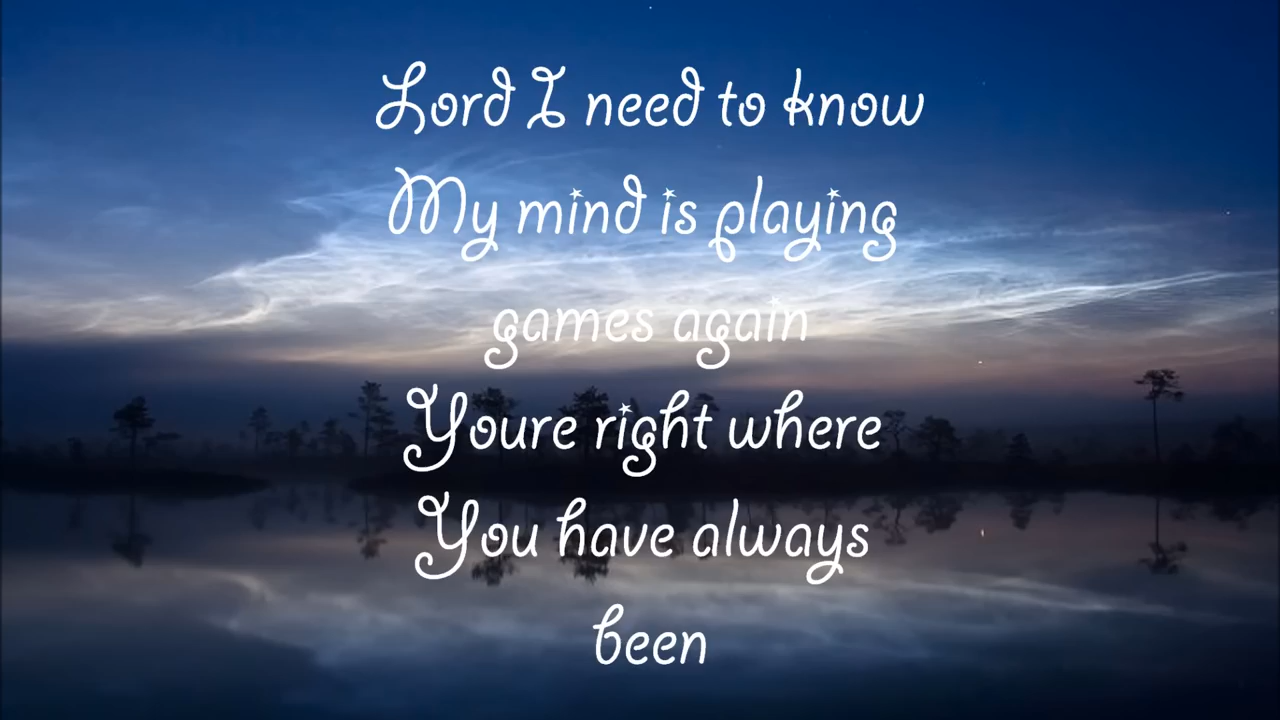 Lord I need to know
My mind is playing
games again
Youre right where
You have always
been